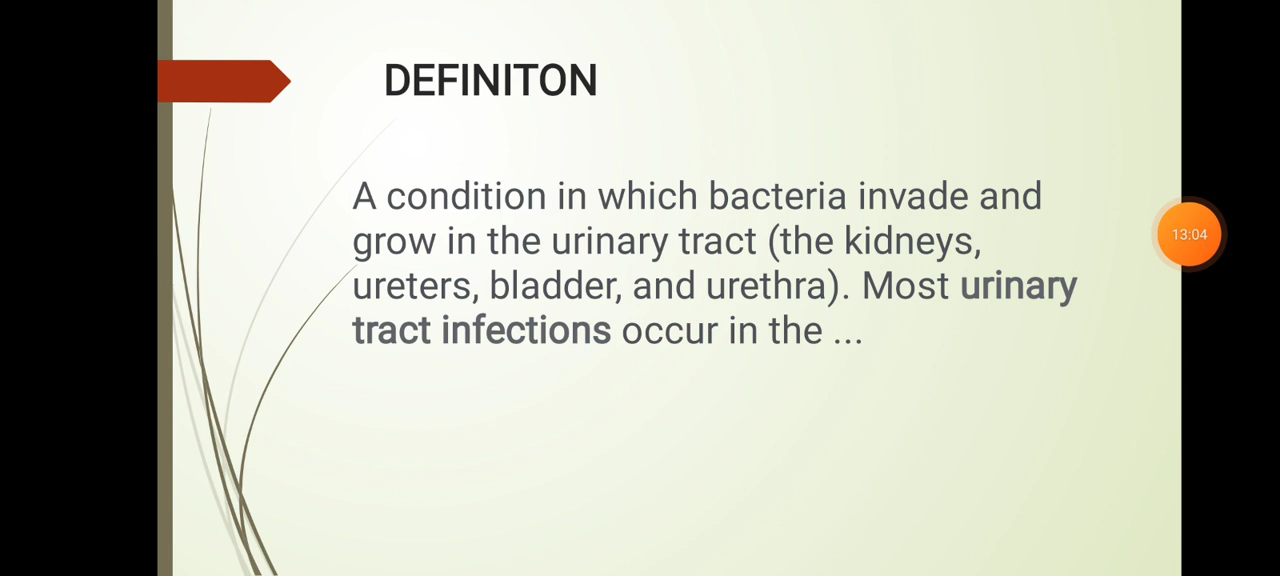 DEFINITON
A condition in which bacteria invade and
grow in the urinary tract (the kidneys,
ureters, bladder, and urethra). Most urinary
tract infections occur in the ...
13:04